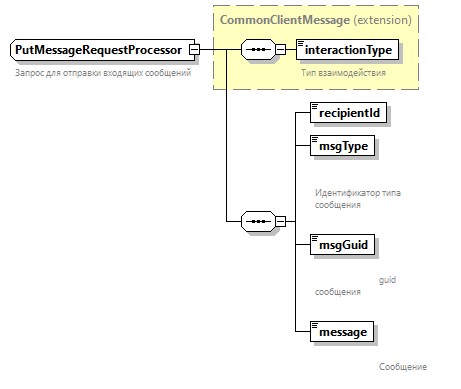 CommonClientMessage (extension)
PutMessageRequestProcessor
interactionType
Запрос для отправки входящих сообщений
Тип взаимодействия
recipientId
msgType
Идентификатор типа
сообщения
msgGuid
guid
сообщения
message
Сообщение